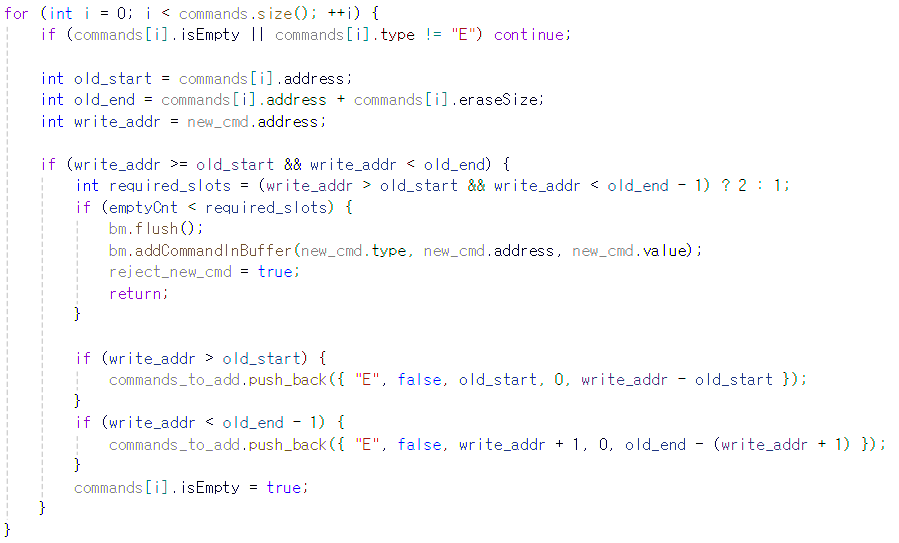 for (int i = 0; i < commands.size(); ++i) {
    if (commands[i].isEmpty || commands[i].type != "E") continue;
    int old_start = commands[i].address;
    int old_end = commands[i].address + commands[i].eraseSize;
    int write_addr = new_cmd.address;
    if (write_addr >= old_start && write_addr < old_end) {
        int required_slots = (write_addr > old_start && write_addr < old_end - 1) ? 2 : 1;
        if (emptyCnt < required_slots) {
            bm.flush();
            bm.addCommandInBuffer(new_cmd.type, new_cmd.address, new_cmd.value);
            reject_new_cmd = true;
            return;
        }
        if (write_addr > old_start) {
            commands_to_add.push_back({ "E", false, old_start, 0, write_addr - old_start });
        }
        if (write_addr < old_end - 1) {
            commands_to_add.push_back({ "E", false, write_addr + 1, 0, old_end - (write_addr + 1) });
        }
        commands[i].isEmpty = true;
    }
}